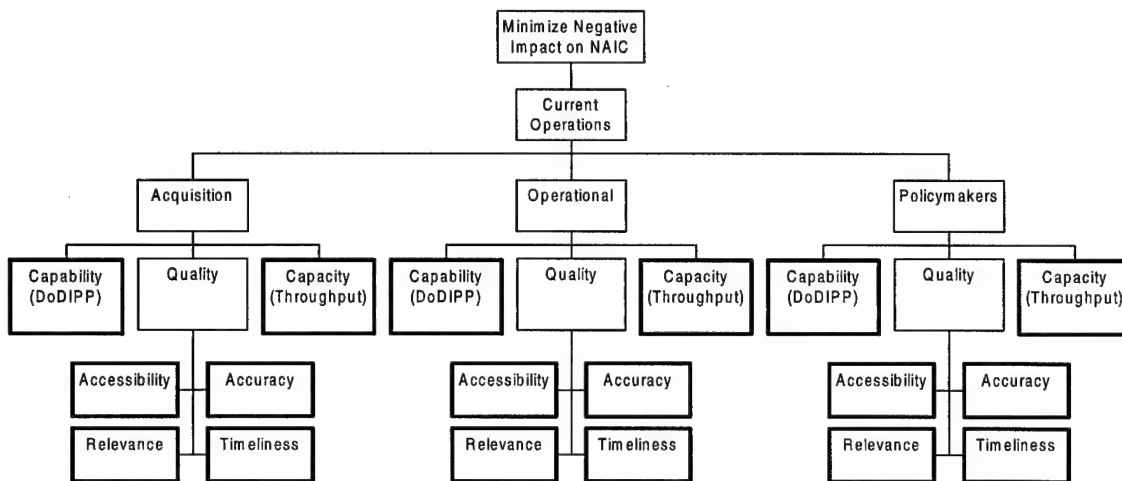 Minimize Negative
Impact on NAIC
Current
Operations
Acquisition
Operational
Policymakers
Capability
(DoDIPP)
Quality
Capacity
(Throughput)
Capability
(DoDIPP)
Quality
Capacity
(Throughput)
Capability
(DoDIPP)
Quality
Capacity
(Throughput)
Accessibility
Accuracy
Relevance
Timeliness
Accessibility
Accuracy
Relevance
Timeliness
Accessibility
Accuracy
Relevance
Timeliness